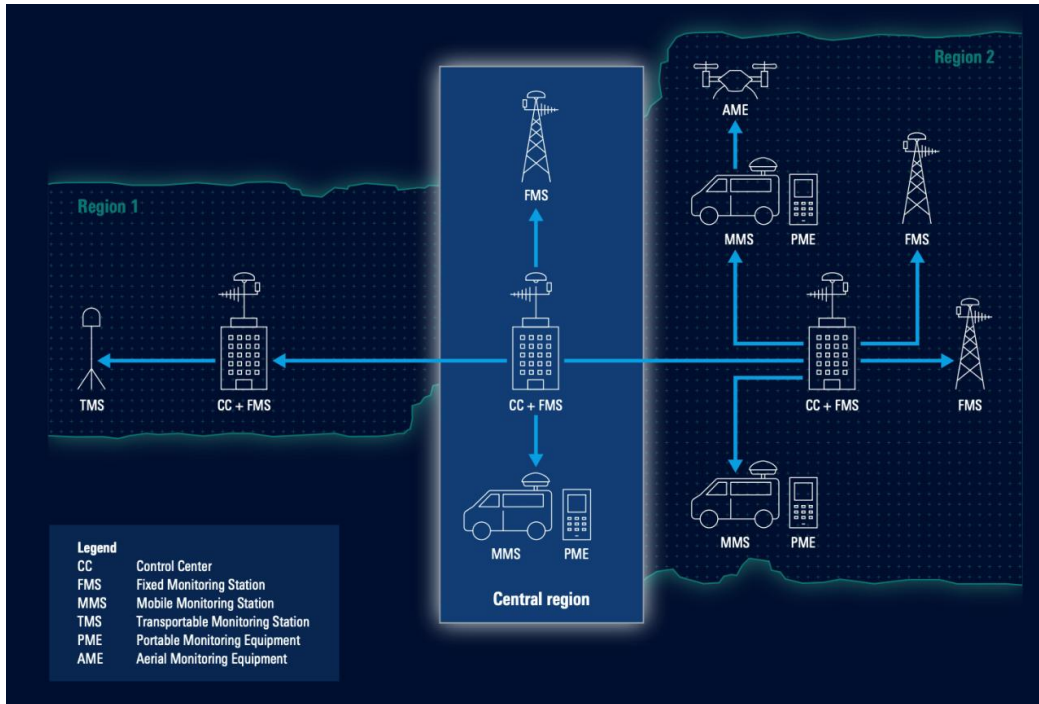 Region 1
TMS
CC + FMS
FMS
CC + FMS
MMS
PME
Central region
Region 2
AME
MMS
PME
FMS
CC + FMS
FMS
MMS
PME
Legend
CC Control Center
FMS Fixed Monitoring Station
MMS Mobile Monitoring Station
TMS Transportable Monitoring Station
PME Portable Monitoring Equipment
AME Aerial Monitoring Equipment